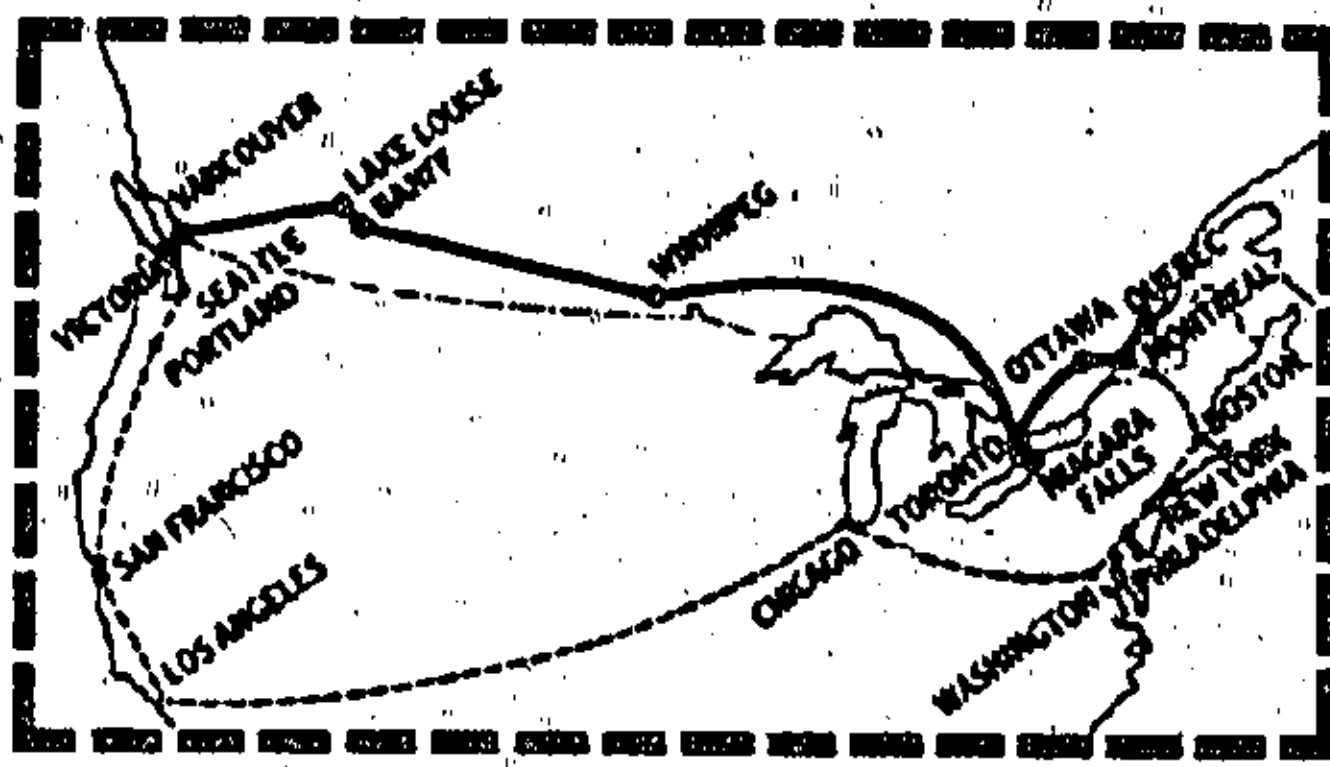 VANCOUVER
LAKE LOUISE
BANFF
WINNIPEG
VICTORIA
SEATTLE
PORTLAND
OTTAWA
QUEBEC
MONTREAL
BOSTON
SAN FRANCISCO
TORONTO
NIAGARA
FALLS
NEW YORK
PHILADELPHIA
LOS ANGELES
CHICAGO
WASHINGTON